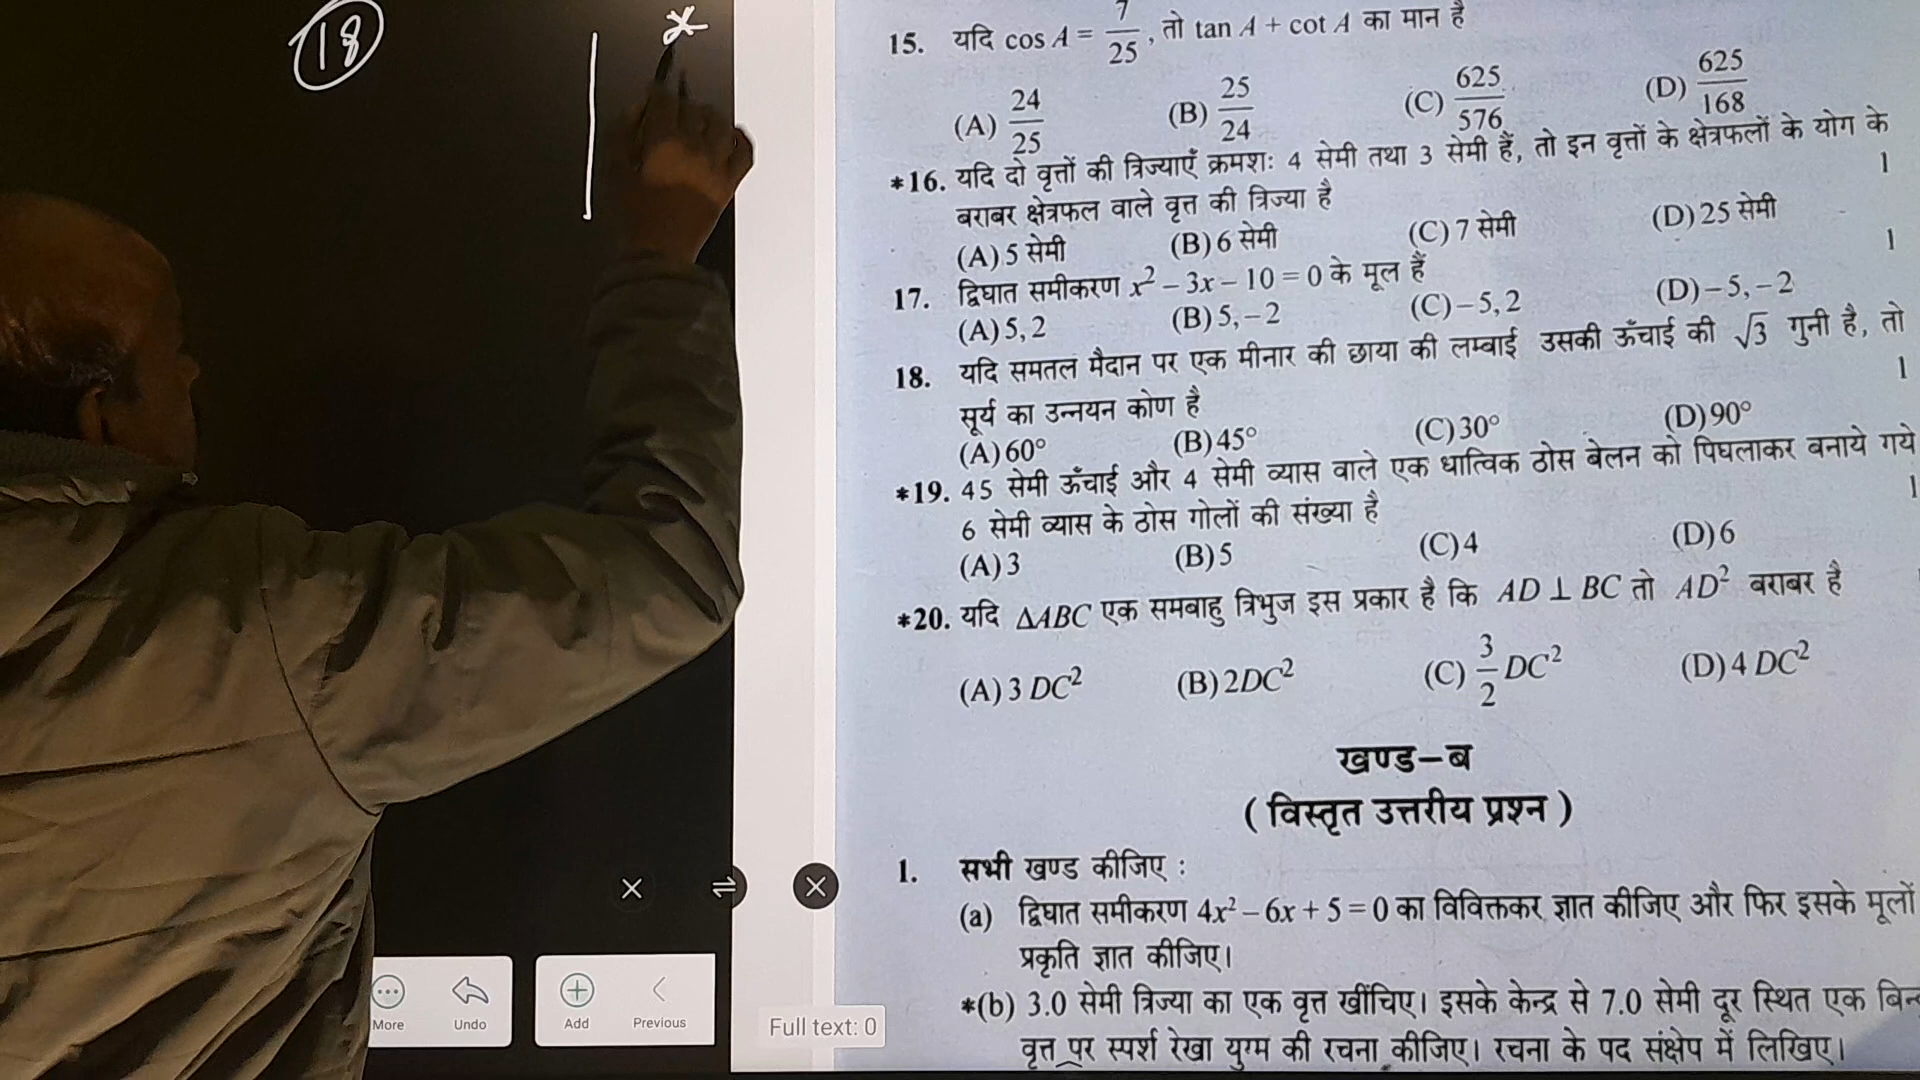 18
15. यदि cos A = 7/25, तो tan A + cot A का मान है
(A) 24/25 (B) 25/24 (C) 625/576 (D) 625/168
*16. यदि दो वृत्तों की त्रिज्याएँ क्रमशः 4 सेमी तथा 3 सेमी हैं, तो इन वृत्तों के क्षेत्रफलों के योग के
बराबर क्षेत्रफल वाले वृत्त की त्रिज्या है 1
(A) 5 सेमी (B) 6 सेमी (C) 7 सेमी (D) 25 सेमी
17. द्विघात समीकरण x² – 3x – 10 = 0 के मूल हैं 1
(A) 5, 2 (B) 5, – 2 (C) – 5, 2 (D) – 5, – 2
18. यदि समतल मैदान पर एक मीनार की छाया की लम्बाई उसकी ऊँचाई की √3 गुनी है, तो
सूर्य का उन्नयन कोण है 1
(A) 60° (B) 45° (C) 30° (D) 90°
*19. 45 सेमी ऊँचाई और 4 सेमी व्यास वाले एक धात्विक ठोस बेलन को पिघलाकर बनाये गये
6 सेमी व्यास के ठोस गोलों की संख्या है 1
(A) 3 (B) 5 (C) 4 (D) 6
*20. यदि ΔABC एक समबाहु त्रिभुज इस प्रकार है कि AD ⊥ BC तो AD² बराबर है
(A) 3 DC² (B) 2DC² (C) 3/2 DC² (D) 4 DC²
खण्ड–ब
( विस्तृत उत्तरीय प्रश्न )
1. सभी खण्ड कीजिए :
(a) द्विघात समीकरण 4x² – 6x + 5 = 0 का विविक्तकर ज्ञात कीजिए और फिर इसके मूलों
प्रकृति ज्ञात कीजिए।
*(b) 3.0 सेमी त्रिज्या का एक वृत्त खींचिए। इसके केन्द्र से 7.0 सेमी दूर स्थित एक
वृत्त पर स्पर्श रेखा युग्म की रचना कीजिए। रचना के पद संक्षेप में लिखिए।
More Undo Add Previous
Full text: 0